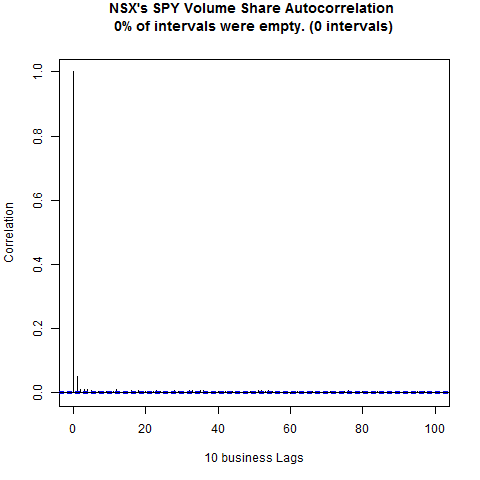 NSX's SPY Volume Share Autocorrelation
0% of intervals were empty. (0 intervals)
1.0
0.8
0.6
0.4
0.2
0.0
Correlation
0 20 40 60 80 100
10 business Lags